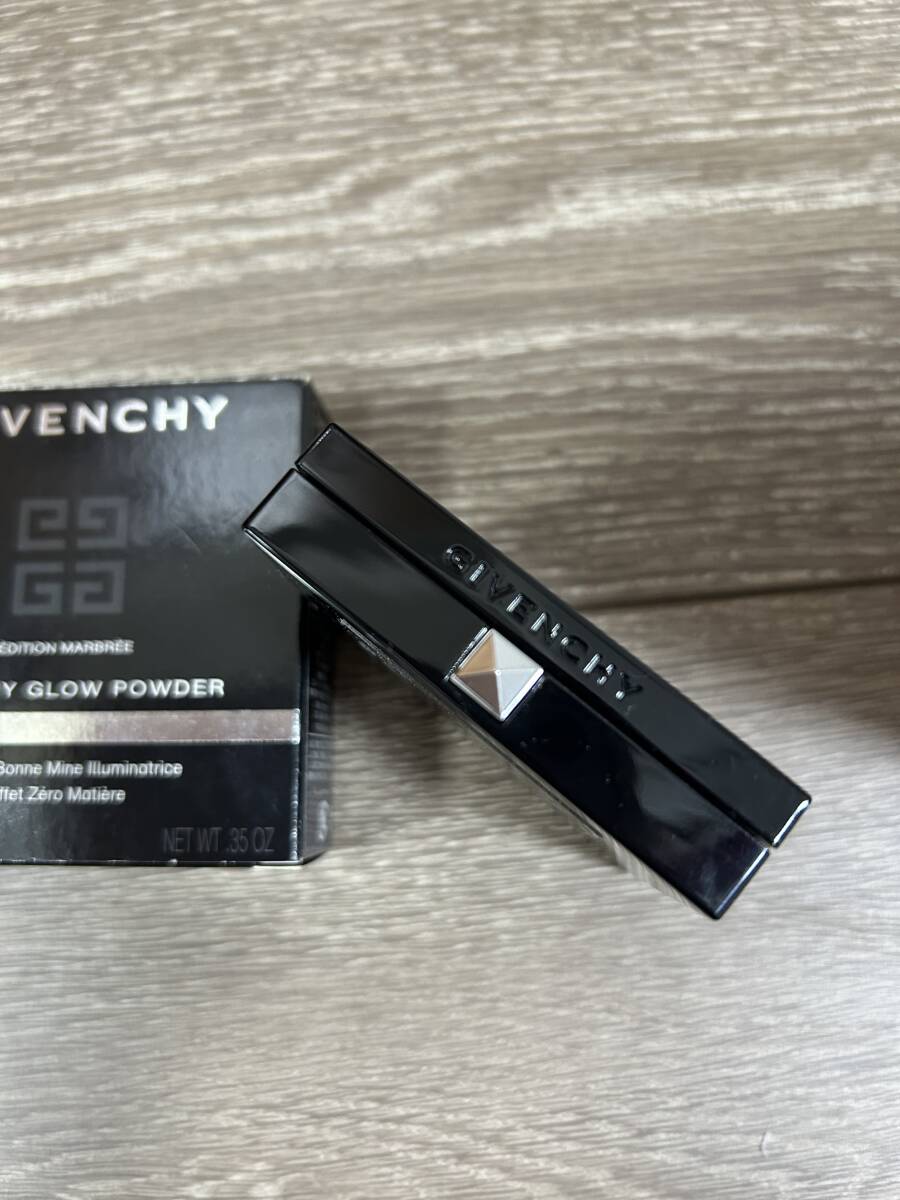 VENCHY
ÉDITION MARBRÉE
Y GLOW POWDER
Bonne Mine Illuminatrice
ffet Zéro Matière
NET WT .35 OZ
GIVENCHY